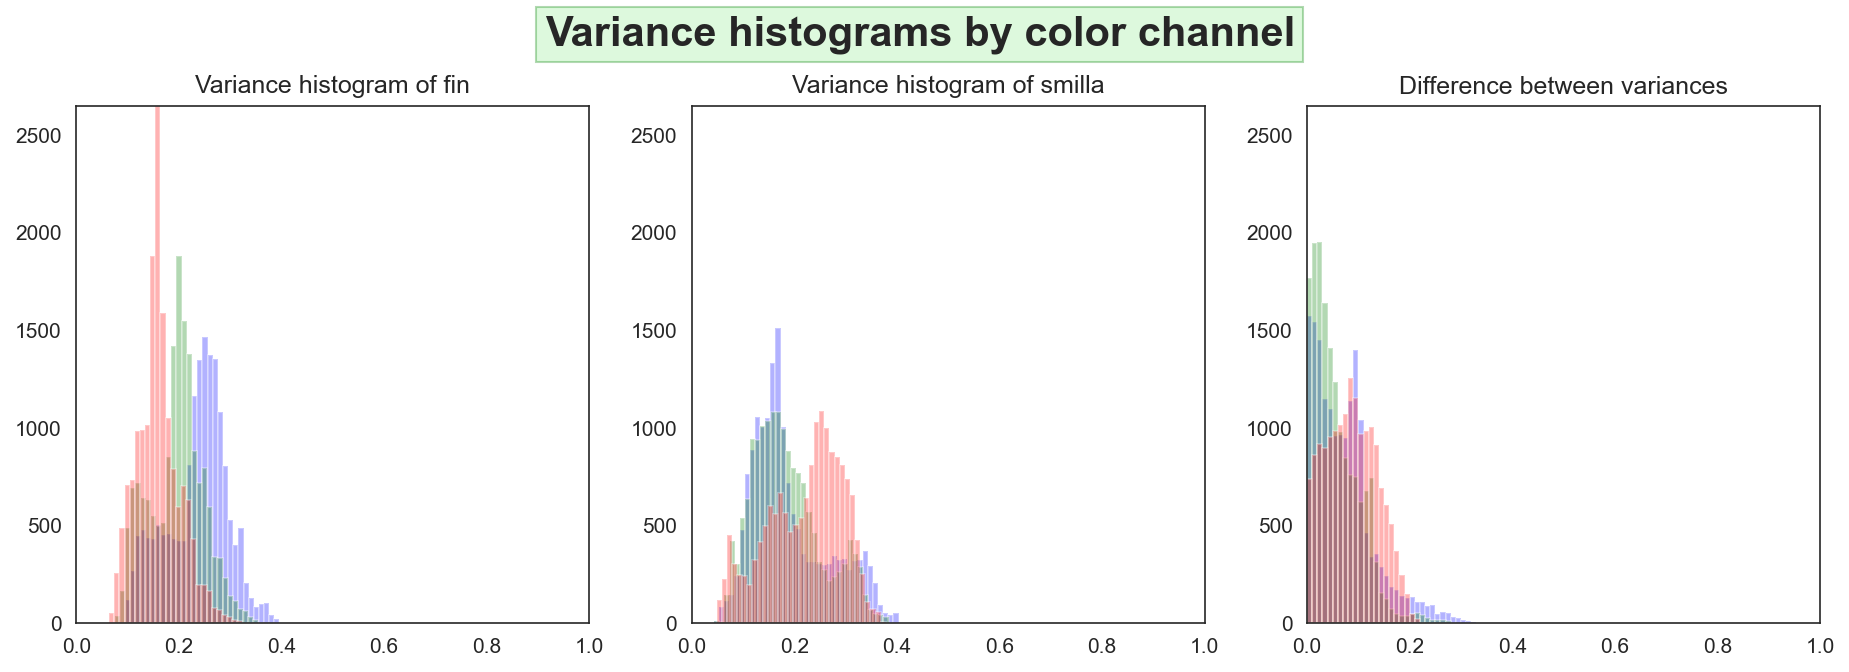 Variance histograms by color channel
Variance histogram of fin
2500
2000
1500
1000
500
0
0.0 0.2 0.4 0.6 0.8 1.0
Variance histogram of smilla
2500
2000
1500
1000
500
0
0.0 0.2 0.4 0.6 0.8 1.0
Difference between variances
2500
2000
1500
1000
500
0
0.0 0.2 0.4 0.6 0.8 1.0